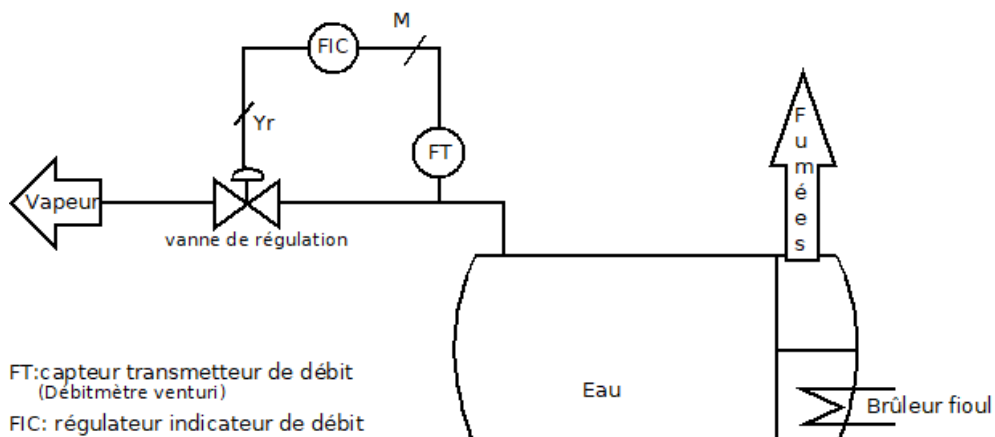 M
FIC
Yr
FT
Fumées
Vapeur
vanne de régulation
FT:capteur transmetteur de débit
(Débitmètre venturi)
FIC: régulateur indicateur de débit
Eau
Brûleur fioul